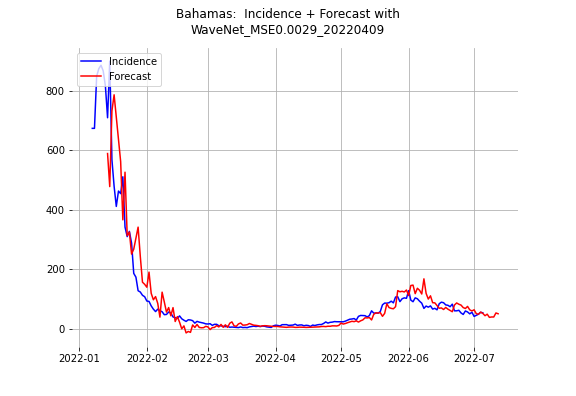 Bahamas:  Incidence + Forecast with
WaveNet_MSE0.0029_20220409
Incidence
Forecast
800
600
400
200
0
2022-01 2022-02 2022-03 2022-04 2022-05 2022-06 2022-07